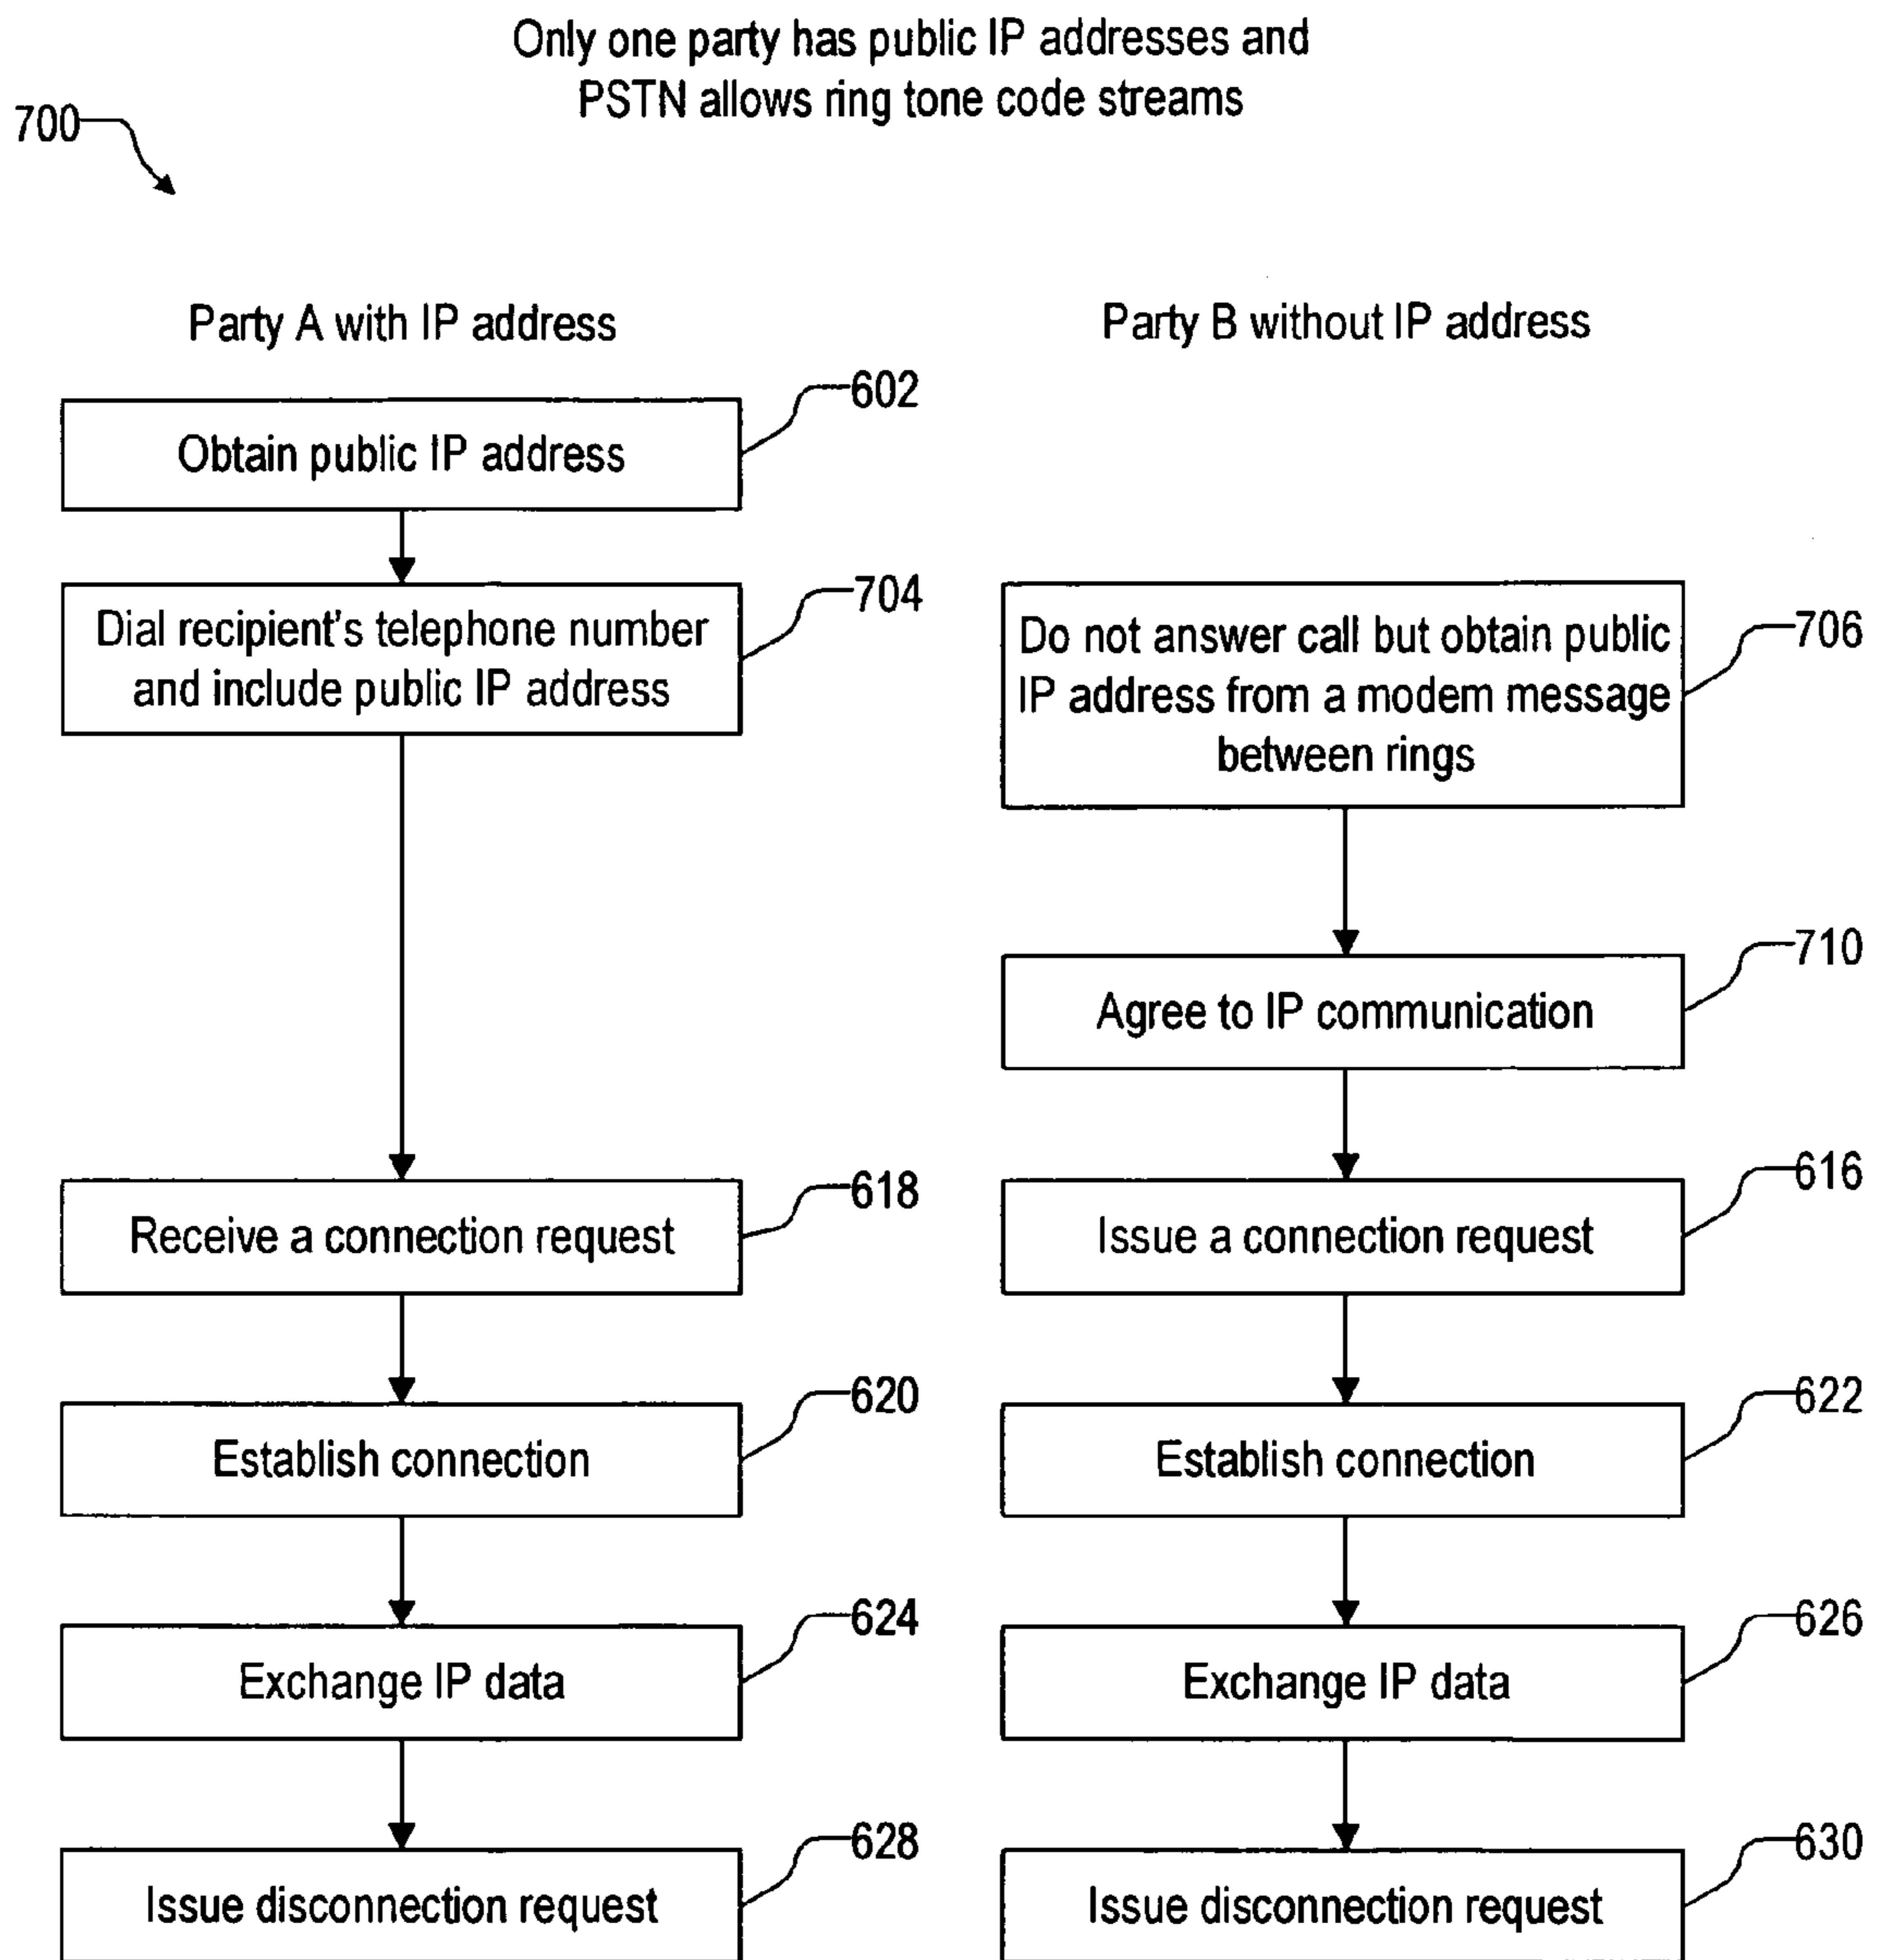 Only one party has public IP addresses and
PSTN allows ring tone code streams
700
Party A with IP address
Party B without IP address
602
Obtain public IP address
704
Dial recipient's telephone number
and include public IP address
706
Do not answer call but obtain public
IP address from a modem message
between rings
710
Agree to IP communication
618
Receive a connection request
616
Issue a connection request
620
Establish connection
622
Establish connection
624
Exchange IP data
626
Exchange IP data
628
Issue disconnection request
630
Issue disconnection request